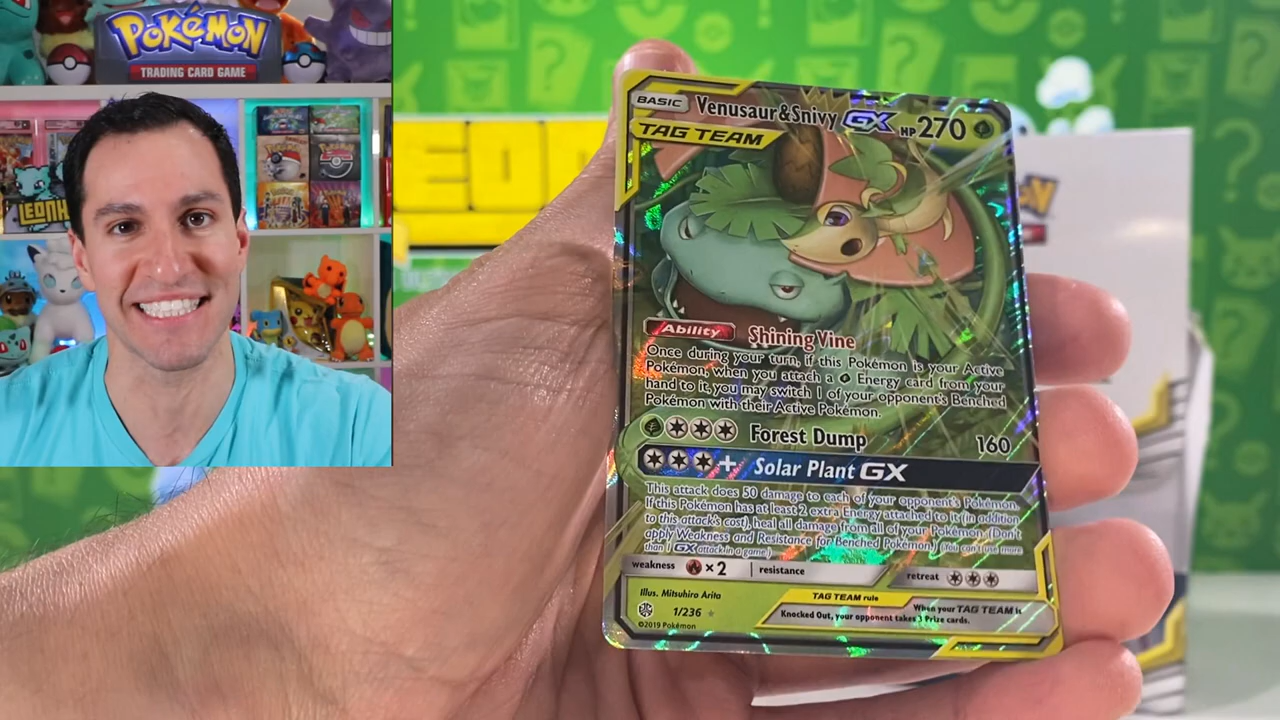 POKÉMON
TRADING CARD GAME
LEONH
EON
BASIC
Venusaur&Snivy GX HP270
TAG TEAM
Ability Shining Vine
Once during your turn, if this Pokémon is your Active
Pokémon, when you attach a Energy card from your
hand to it, you may switch 1 of your opponent's Benched
Pokémon with their Active Pokémon.
Forest Dump 160
+ Solar Plant GX
This attack does 50 damage to each of your opponent's Pokémon.
If this Pokémon has at least 2 extra Energy attached to it (in addition
to this attack's cost), heal all damage from all of your Pokémon. (Don't
apply Weakness and Resistance for Benched Pokémon.) (You can't use more
than 1 GX attack in a game.)
weakness ×2 resistance retreat
Illus. Mitsuhiro Arita
1/236
©2019 Pokémon
TAG TEAM rule
When your TAG TEAM is
Knocked Out, your opponent takes 3 Prize cards.